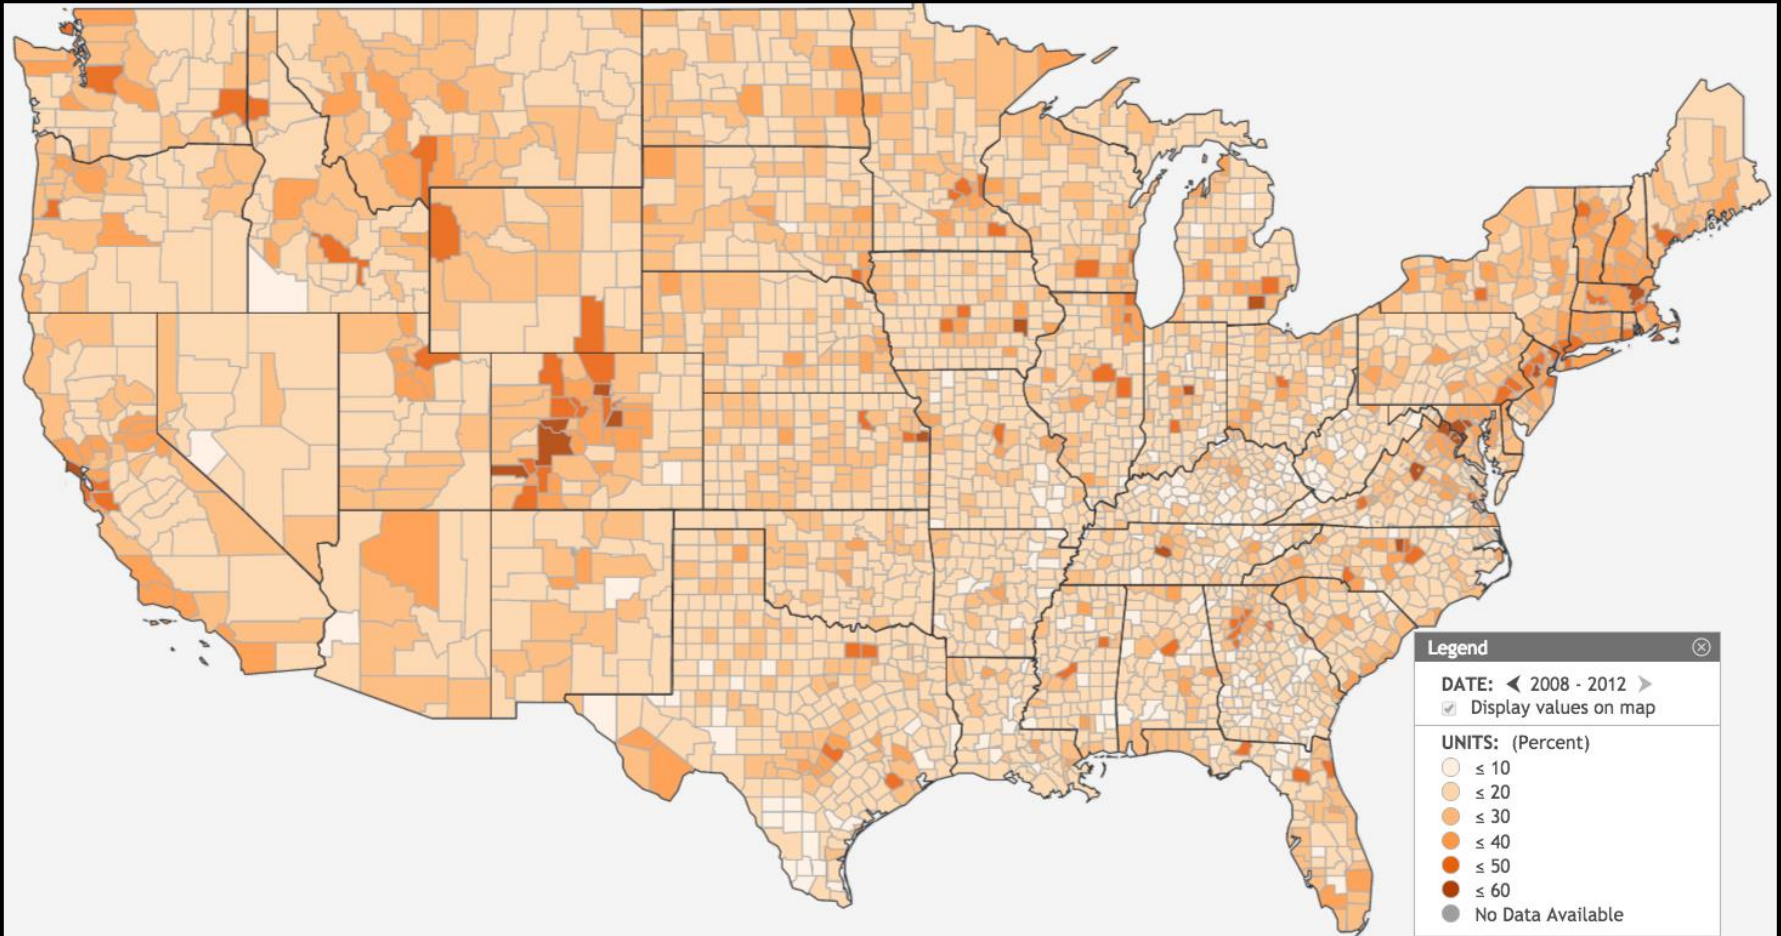 Legend
DATE: 2008 - 2012
Display values on map
UNITS: (Percent)
≤ 10
≤ 20
≤ 30
≤ 40
≤ 50
≤ 60
No Data Available